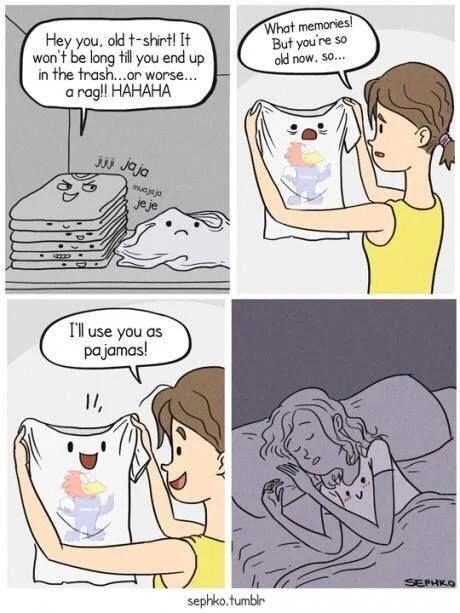 Hey you, old t-shirt! It
won't be long till you end up
in the trash...or worse...
a rag!! HAHAHA
jijiji jaja
muajaja
jeje
What memories!
But you're so
old now, so...
I'll use you as
pajamas!
SEPHKO
sephko.tumblr